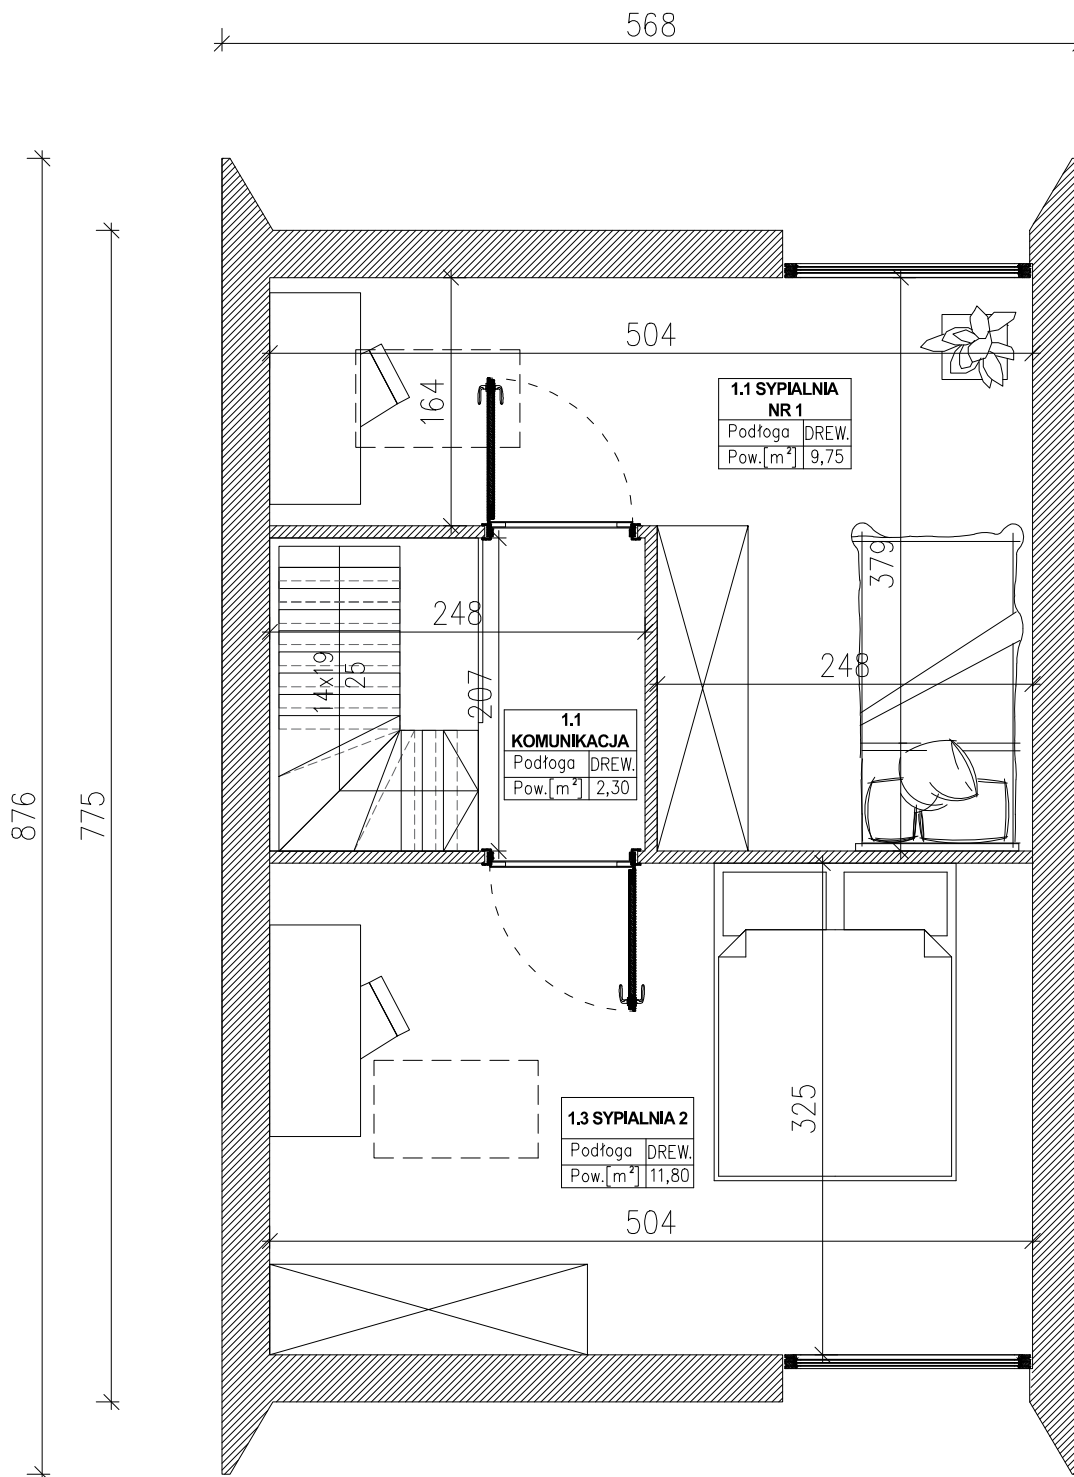 568
876
775
504
164
1.1 SYPIALNIA
NR 1
Podłoga DREW.
Pow.[m²] 9,75
379
248
14x19
25
207
248
1.1
KOMUNIKACJA
Podłoga DREW.
Pow.[m²] 2,30
325
1.3 SYPIALNIA 2
Podłoga DREW.
Pow.[m²] 11,80
504